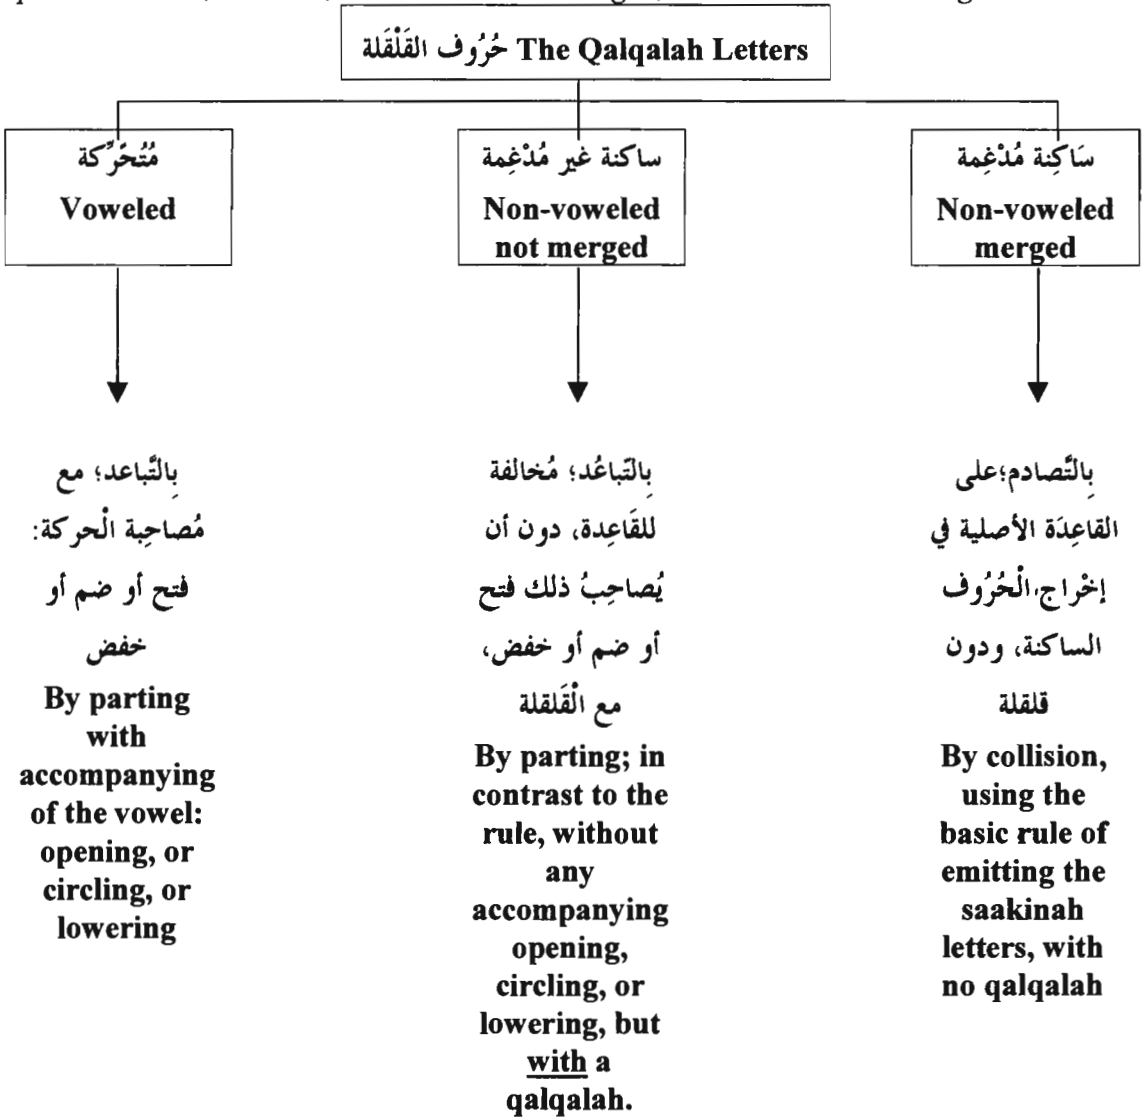 حُرُوف القَلْقَلة The Qalqalah Letters
مُتُحَرِّكة
Voweled
ساكنة غير مُدْغِمة
Non-voweled
not merged
سَاكِنة مُدْغِمة
Non-voweled
merged
بِالتَّباعد؛ مع
مُصاحِبة الْحركة:
فتح أو ضم أو
خفض
By parting
with
accompanying
of the vowel:
opening, or
circling, or
lowering
بِالتّباعُد؛ مُخالفة
للقَاعِدة، دون أن
يُصاحِبُ ذلك فتح
أو ضم أو خفض،
مع الْقَلقلة
By parting; in
contrast to the
rule, without
any
accompanying
opening,
circling, or
lowering, but
with a
qalqalah.
بِالتَّصادم؛على
القاعِدَة الأصلية في
إخْراج الْحُرُوف
الساكنة، ودون
قلقلة
By collision,
using the
basic rule of
emitting the
saakinah
letters, with
no qalqalah